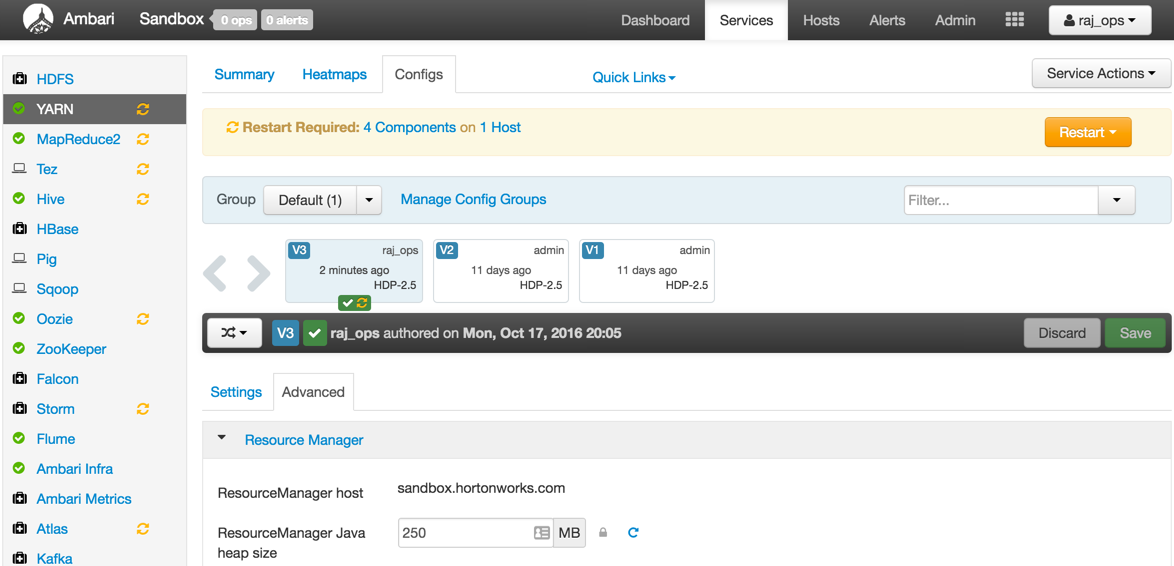 Ambari Sandbox 0 ops 0 alerts Dashboard Services Hosts Alerts Admin raj_ops
HDFS
YARN
MapReduce2
Tez
Hive
HBase
Pig
Sqoop
Oozie
ZooKeeper
Falcon
Storm
Flume
Ambari Infra
Ambari Metrics
Atlas
Kafka
Summary Heatmaps Configs Quick Links Service Actions
Restart Required: 4 Components on 1 Host Restart
Group Default (1) Manage Config Groups Filter...
V3 raj_ops
2 minutes ago
HDP-2.5
V2 admin
11 days ago
HDP-2.5
V1 admin
11 days ago
HDP-2.5
V3 raj_ops authored on Mon, Oct 17, 2016 20:05 Discard Save
Settings Advanced
Resource Manager
ResourceManager host sandbox.hortonworks.com
ResourceManager Java
heap size
250 MB